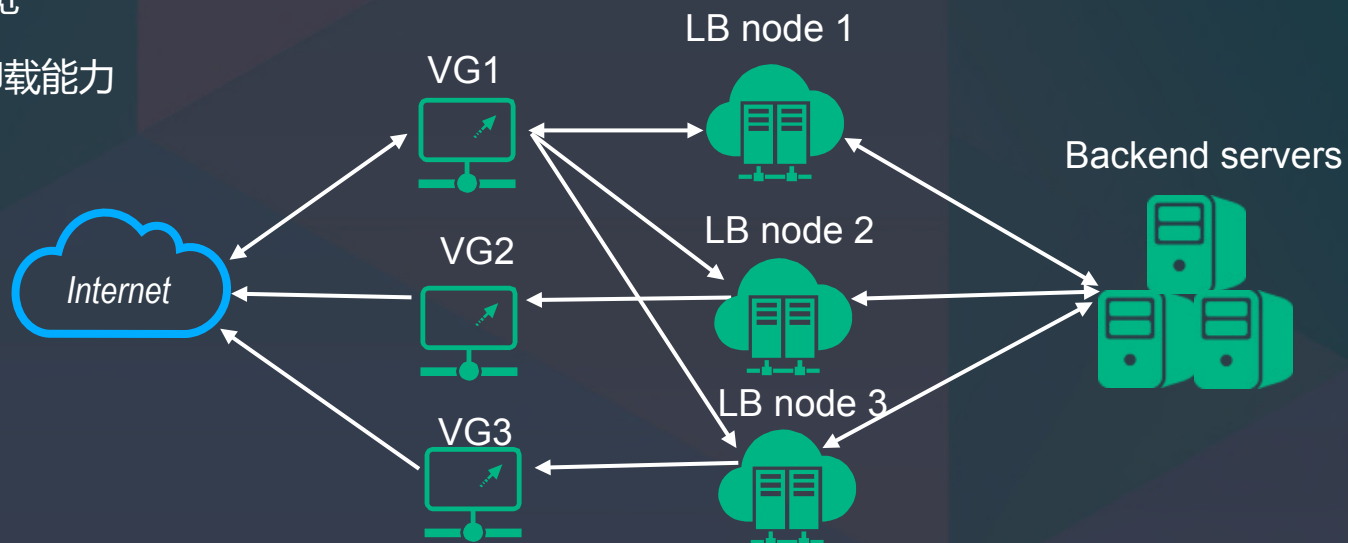 载能力
LB node 1
VG1
Backend servers
LB node 2
VG2
Internet
LB node 3
VG3